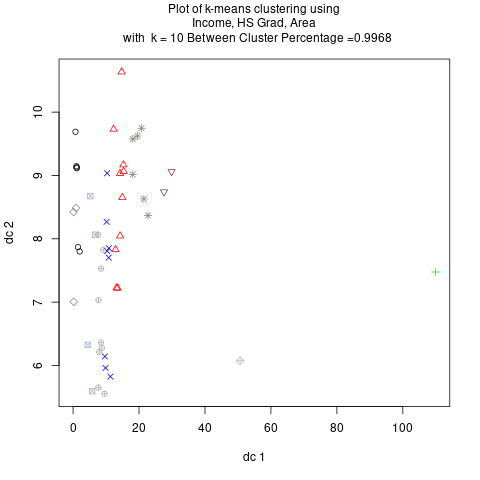 Plot of k-means clustering using
Income, HS Grad, Area
with k = 10 Between Cluster Percentage =0.9968
10
9
8
7
6
dc 2
0 20 40 60 80 100
dc 1